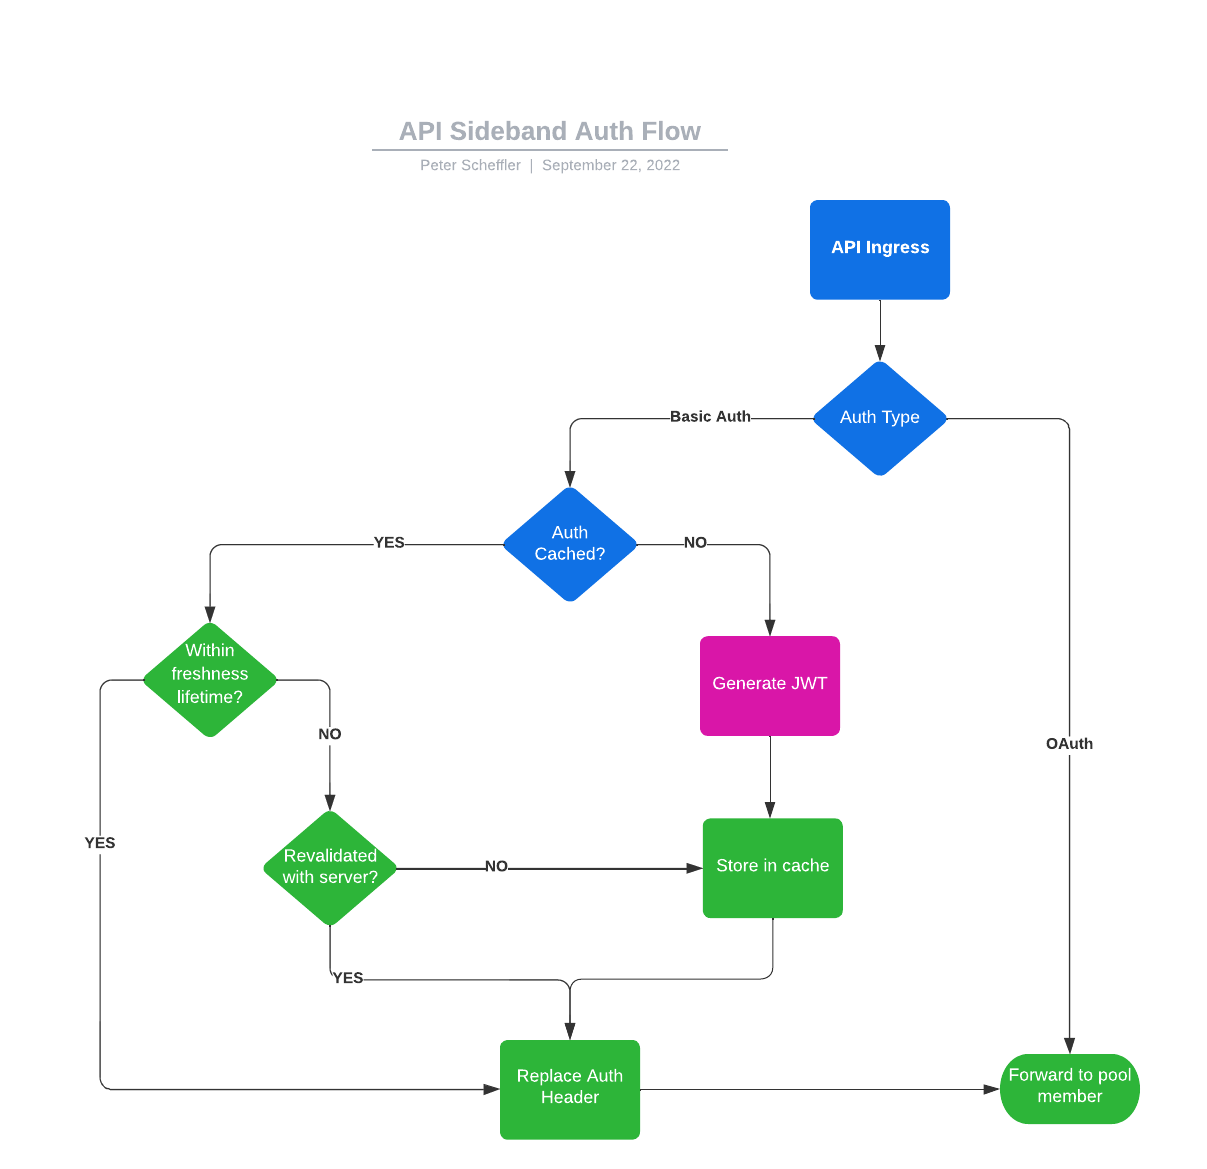 API Sideband Auth Flow
Peter Scheffler | September 22, 2022
API Ingress
Auth Type
Basic Auth
Auth
Cached?
YES
NO
Within
freshness
lifetime?
Generate JWT
NO
OAuth
YES
Revalidated
with server?
NO
Store in cache
YES
Replace Auth
Header
Forward to pool
member